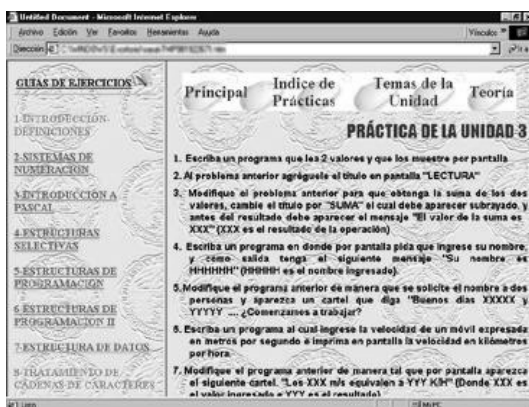 Untitled Document - Microsoft Internet Explorer
Archivo Edición Ver Favoritos Herramientas Ayuda
Vínculos
Dirección
GUIAS DE EJERCICIOS
1-INTRODUCCIÓN-
DEFINICIONES
2-SISTEMAS DE
NUMERACION
3-INTRODUCCIÓN A
PASCAL
4-ESTRUCTURAS
SELECTIVAS
5-ESTRUCTURAS DE
PROGRAMACION
6-ESTRUCTURAS DE
PROGRAMACION II
7-ESTRUCTURA DE DATOS
8-TRATAMIENTO DE
CADENAS DE CARACTERES
Principal
Indice de
Prácticas
Temas de la
Unidad
Teoría
PRÁCTICA DE LA UNIDAD 3
1. Escriba un programa que lea 2 valores y que los muestre por pantalla
2. Al problema anterior agréguele el título en pantalla "LECTURA"
3. Modifique el problema anterior para que obtenga la suma de los dos
valores, cambie el título por "SUMA" el cual debe aparecer subrayado, y
antes del resultado debe aparecer el mensaje "El valor de la suma es:
XXX" (XXX es el resultado de la operación)
4. Escriba un programa en donde por pantalla pida que ingrese su nombre,
y como salida tenga el siguiente mensaje "Su nombre es
HHHHHH" (HHHHH es el nombre ingresado).
5. Modifique el programa anterior de manera que se solicite el nombre a dos
personas y aparezca un cartel que diga "Buenos días XXXXX y
YYYYY .... ¿Comenzamos a trabajar?
6. Escriba un programa al cual ingrese la velocidad de un móvil expresada
en metros por segundo e imprima en pantalla la velocidad en kilómetros
por hora.
7. Modifique el programa anterior de manera tal que por pantalla aparezca
el siguiente cartel. "Los XXX m/s equivalen a YYY K/H" (Donde XXX es
el valor ingresado e YYY es el resultado)
Listo
Mi PC